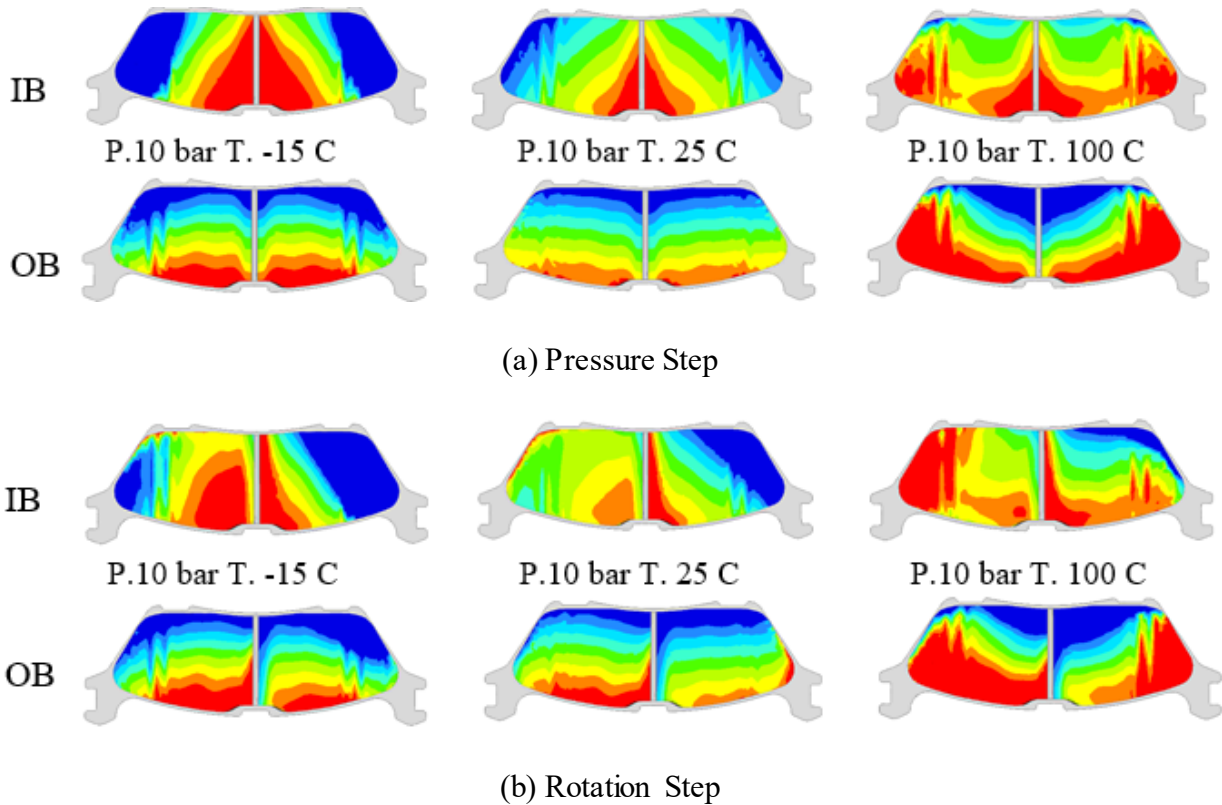 IB
P.10 bar T. -15 C P.10 bar T. 25 C P.10 bar T. 100 C
OB
(a) Pressure Step
IB
P.10 bar T. -15 C P.10 bar T. 25 C P.10 bar T. 100 C
OB
(b) Rotation Step